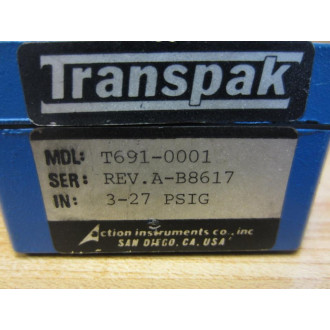 Transpak
MDL: T691-0001
SER: REV.A-B8617
IN: 3-27 PSIG
Action instruments co., inc
SAN DIEGO, CA, USA